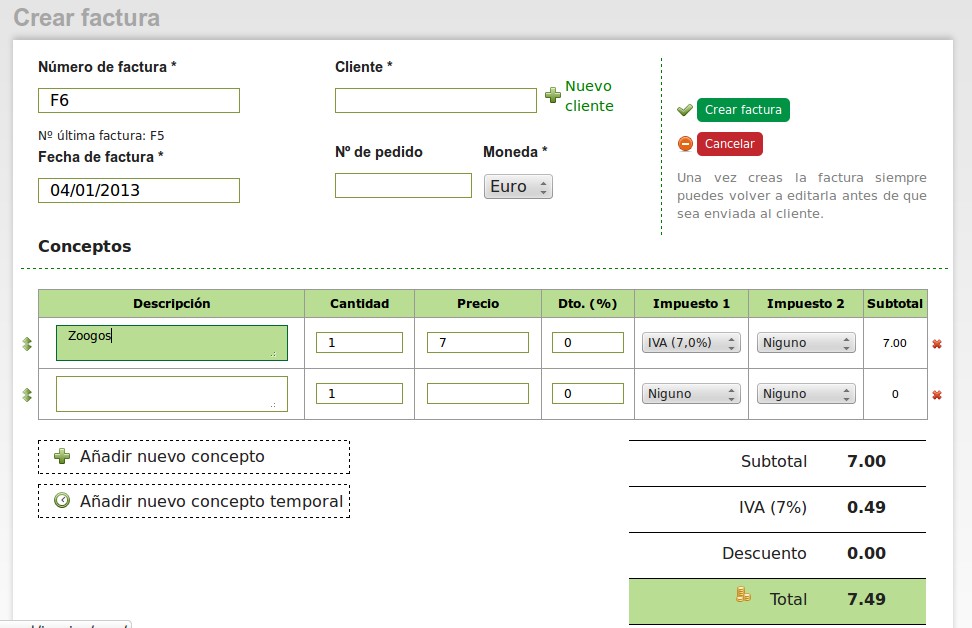 Crear factura
Número de factura *
Cliente *
F6
Nuevo
cliente
Crear factura
Nº última factura: F5
Fecha de factura *
Nº de pedido
Moneda *
Cancelar
04/01/2013
Euro
Una vez creas la factura siempre
puedes volver a editarla antes de que
sea enviada al cliente.
Conceptos
Descripción Cantidad Precio Dto. (%) Impuesto 1 Impuesto 2 Subtotal
Zoogos 1 7 0 IVA (7,0%) Niguno 7.00
1 0 Niguno Niguno 0
Añadir nuevo concepto
Añadir nuevo concepto temporal
Subtotal 7.00
IVA (7%) 0.49
Descuento 0.00
Total 7.49